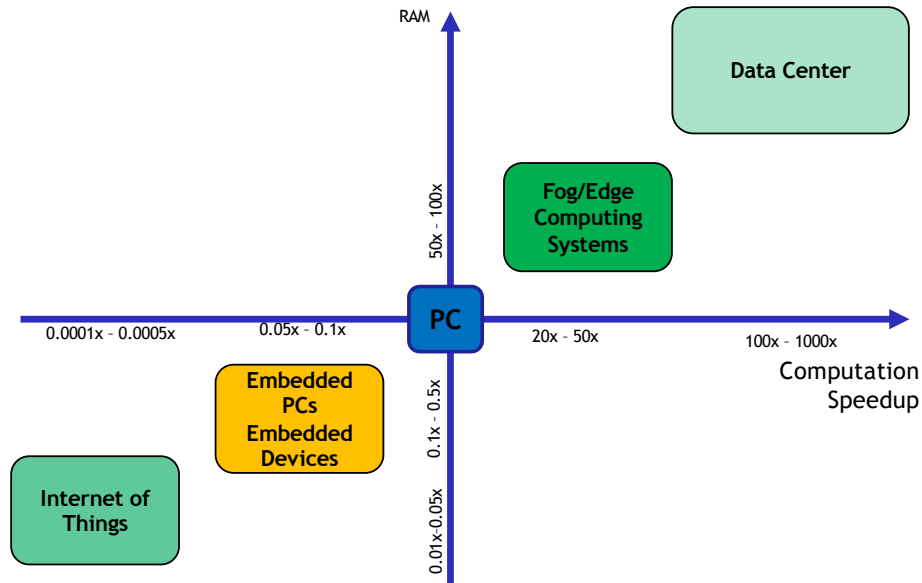 RAM
Data Center
Fog/Edge
Computing
Systems
50x – 100x
PC
0.0001x – 0.0005x
0.05x – 0.1x
20x – 50x
100x – 1000x
Computation
Speedup
Embedded
PCs
Embedded
Devices
0.1x – 0.5x
Internet of
Things
0.01x-0.05x